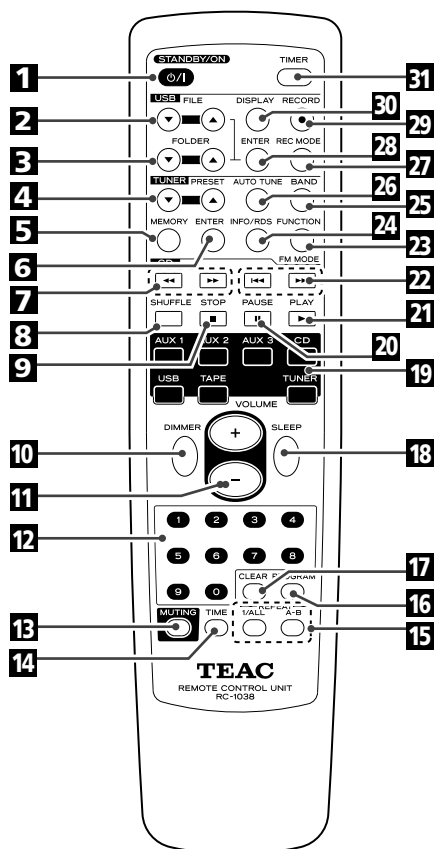 STANDBY/ON TIMER
1 31
USB FILE DISPLAY RECORD
30
2 29
FOLDER ENTER REC MODE
28
3 27
TUNER PRESET AUTO TUNE BAND
26
4 25
MEMORY ENTER INFO/RDS FUNCTION
24
5 23
6
CD FM MODE
7 22
SHUFFLE STOP PAUSE PLAY
8 21
9 20
AUX 1 AUX 2 AUX 3 CD
19
USB TAPE TUNER
VOLUME
DIMMER + SLEEP
10 18
11 −
1 2 3 4
12
5 6 7 8
17
CLEAR PROGRAM
9 0
16
REPEAT
MUTING TIME 1/ALL A-B
13 15
14
TEAC
REMOTE CONTROL UNIT
RC-1038